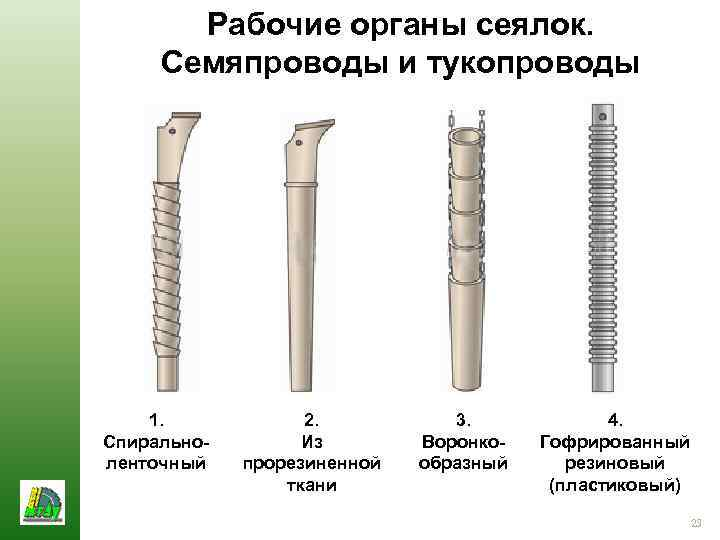 Рабочие органы сеялок.
Семяпроводы и тукопроводы
1.
Спирально-
ленточный
2.
Из
прорезиненной
ткани
3.
Воронко-
образный
4.
Гофрированный
резиновый
(пластиковый)
23